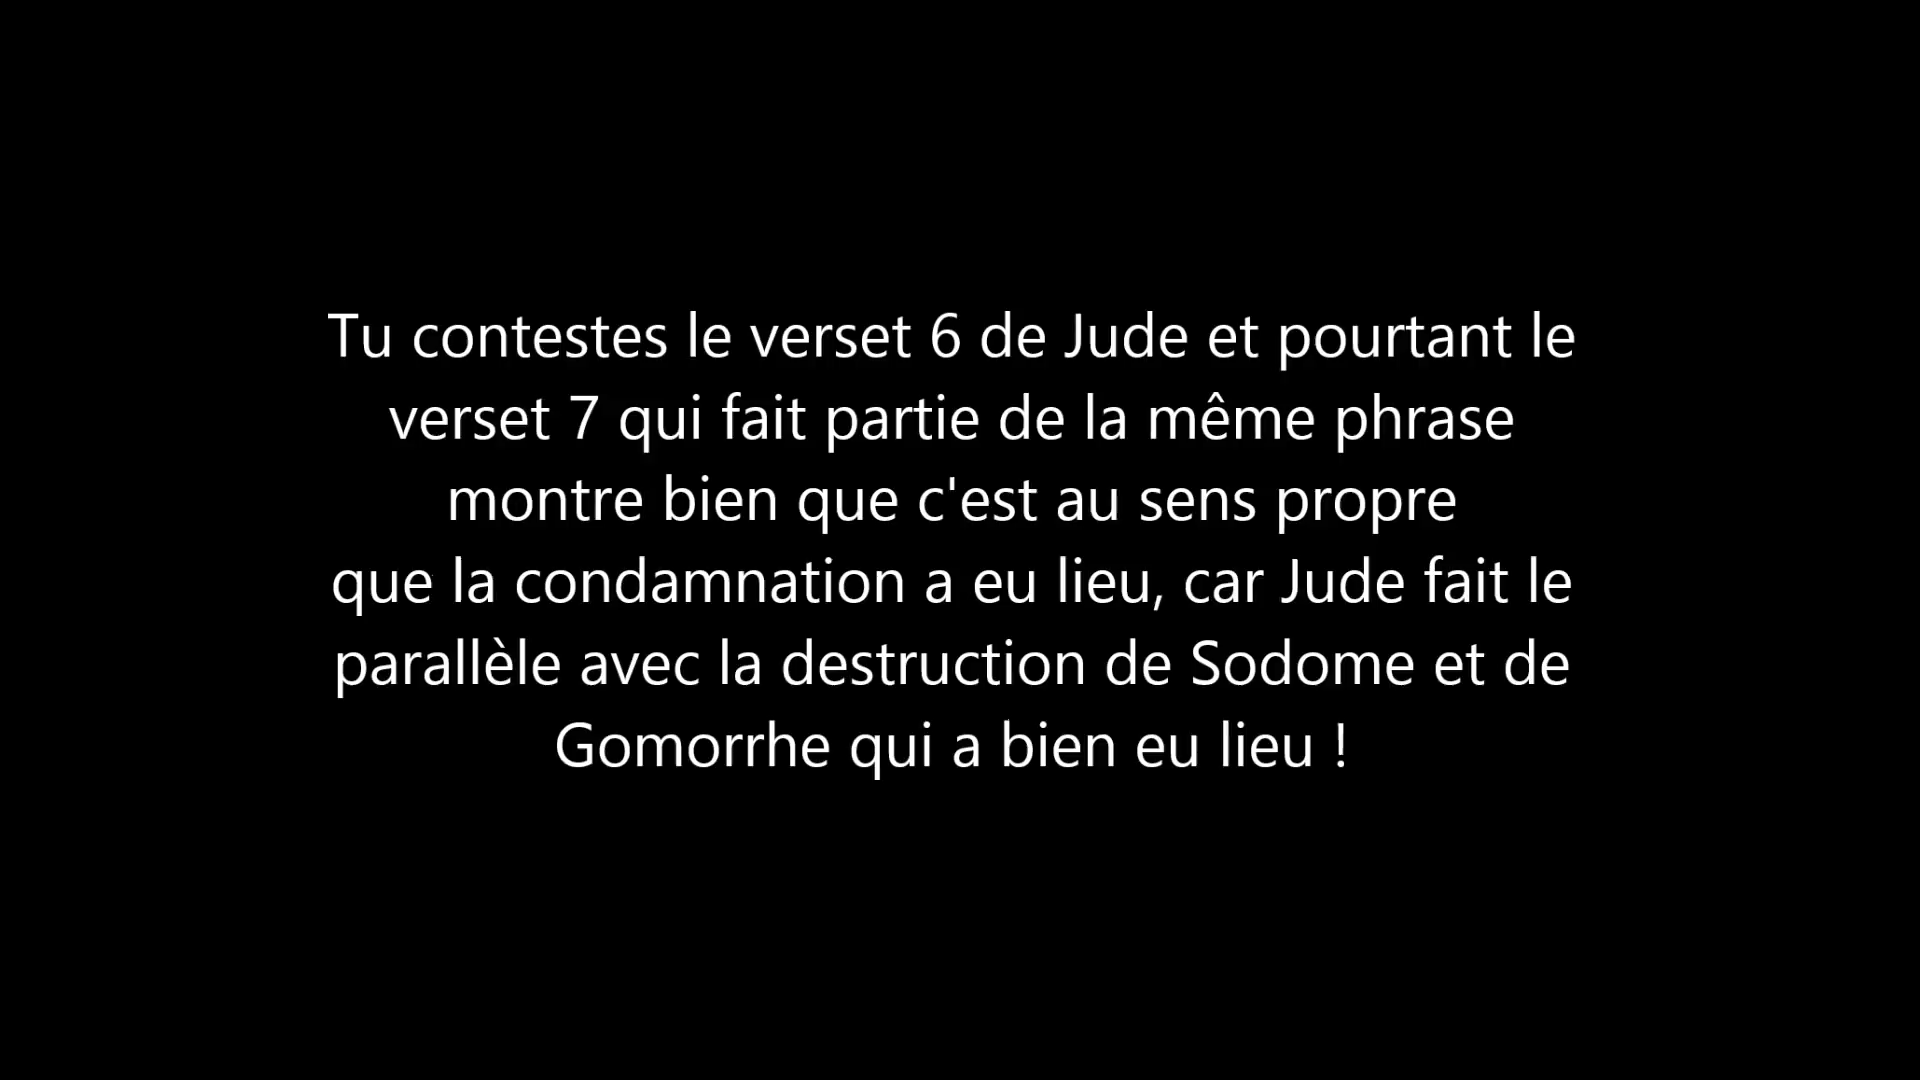 Tu contestes le verset 6 de Jude et pourtant le
verset 7 qui fait partie de la même phrase
montre bien que c'est au sens propre
que la condamnation a eu lieu, car Jude fait le
parallèle avec la destruction de Sodome et de
Gomorrhe qui a bien eu lieu !